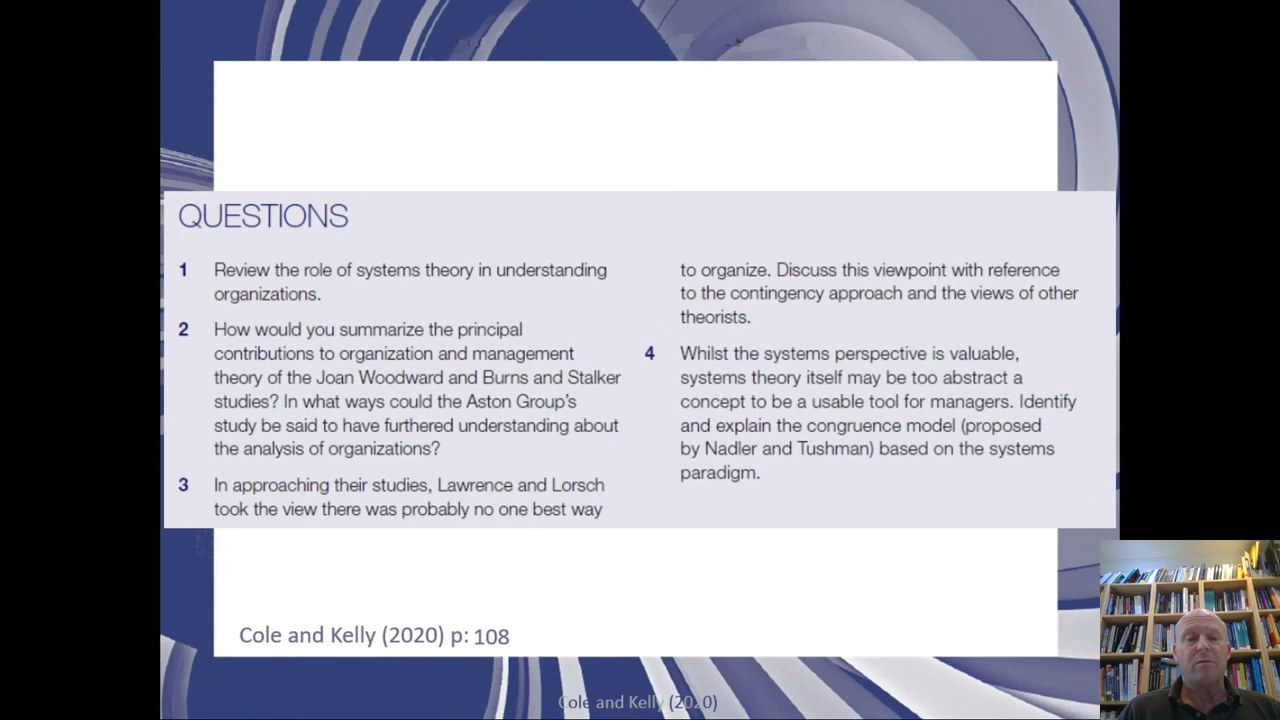 QUESTIONS
1 Review the role of systems theory in understanding
organizations.
2 How would you summarize the principal
contributions to organization and management
theory of the Joan Woodward and Burns and Stalker
studies? In what ways could the Aston Group's
study be said to have furthered understanding about
the analysis of organizations?
3 In approaching their studies, Lawrence and Lorsch
took the view there was probably no one best way
to organize. Discuss this viewpoint with reference
to the contingency approach and the views of other
theorists.
4 Whilst the systems perspective is valuable,
systems theory itself may be too abstract a
concept to be a usable tool for managers. Identify
and explain the congruence model (proposed
by Nadler and Tushman) based on the systems
paradigm.
Cole and Kelly (2020) p: 108
Cole and Kelly (2020)